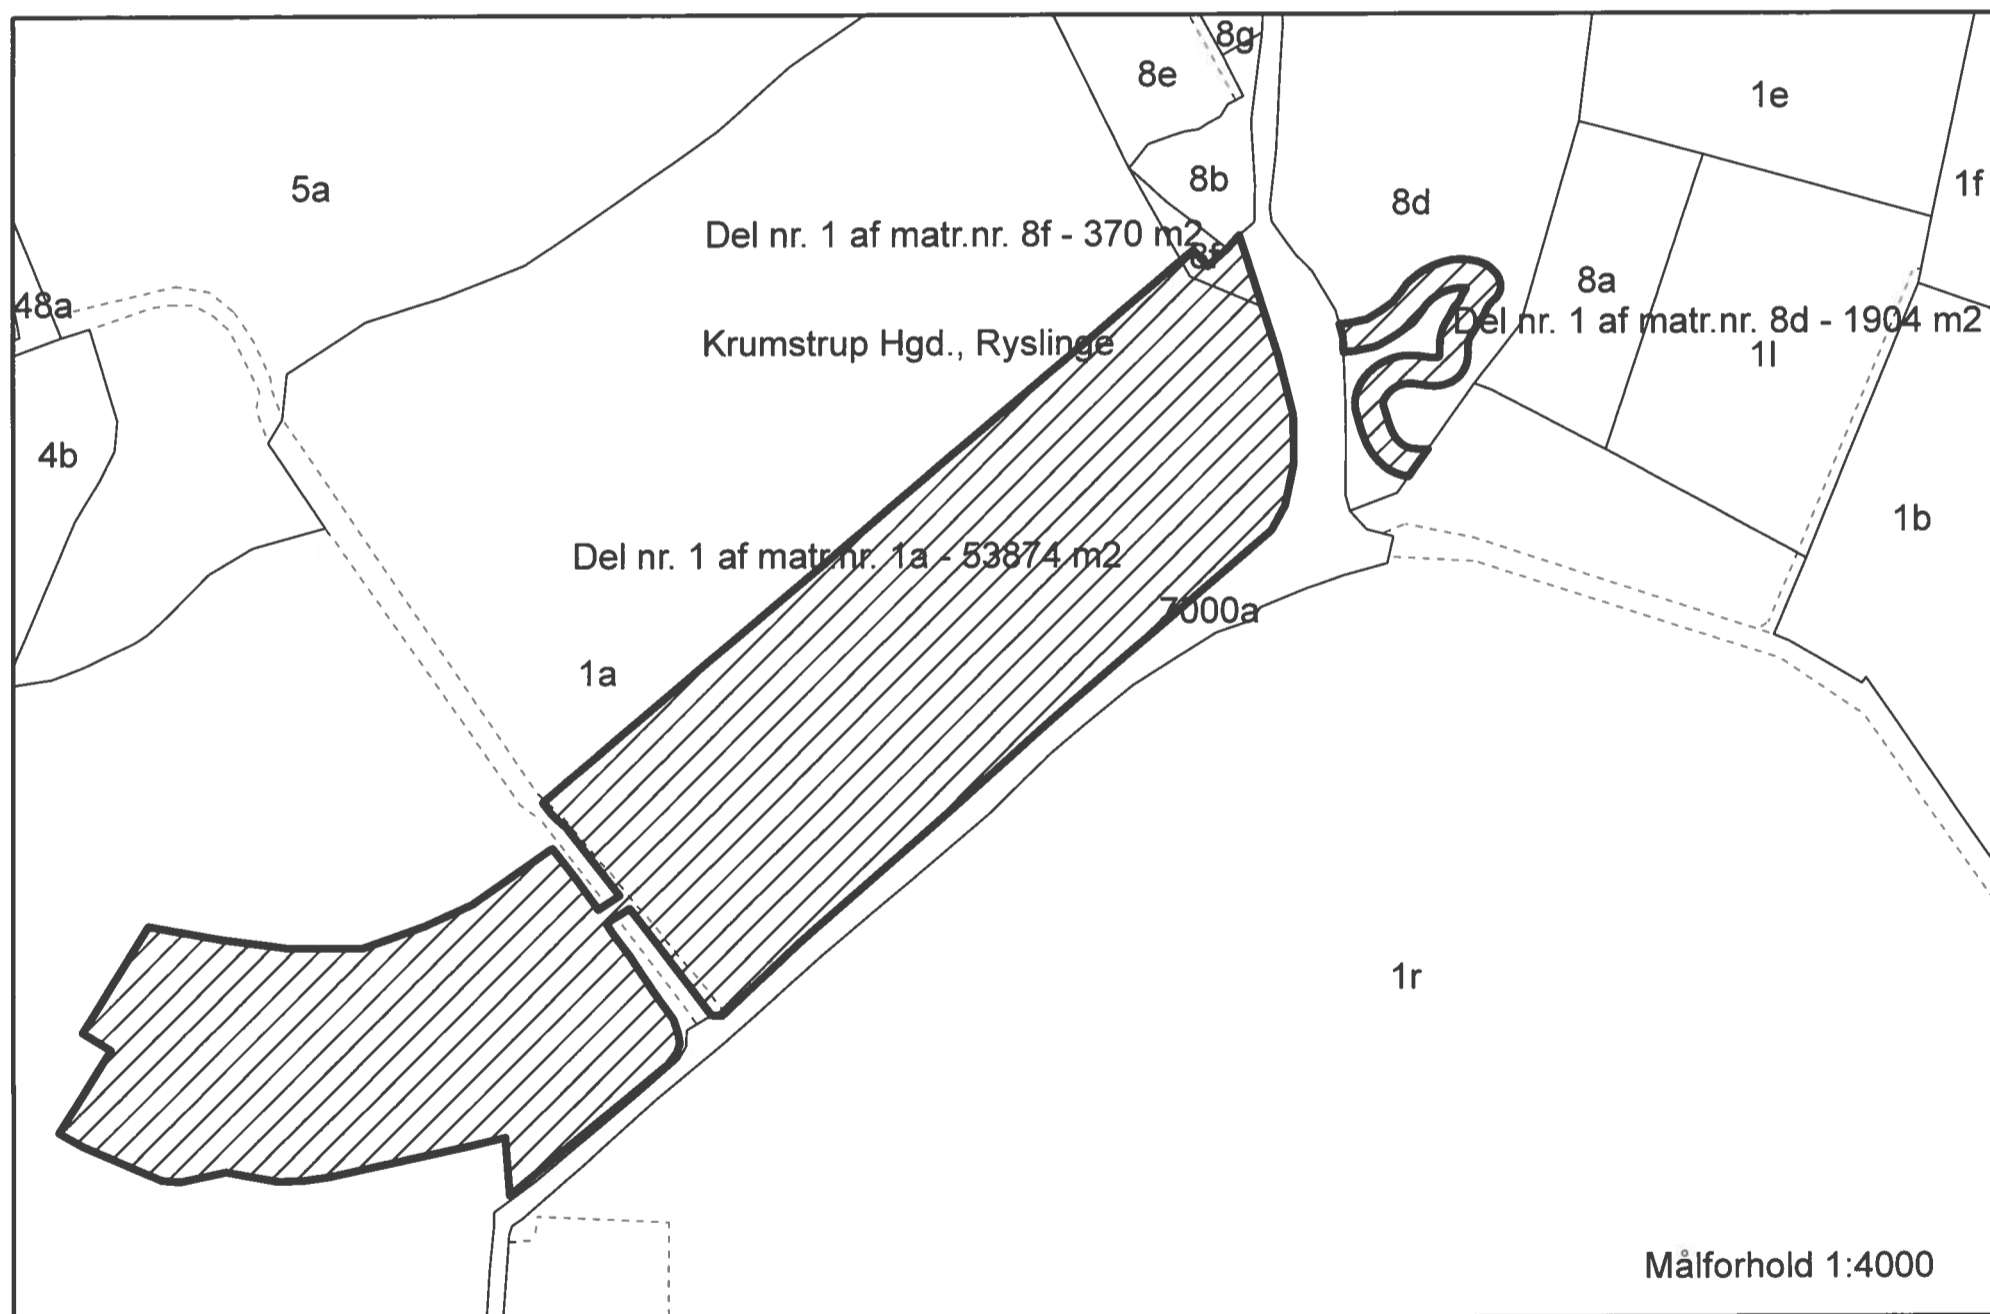 8g
8e
1e
5a
8b
1f
8d
Del nr. 1 af matr.nr. 8f - 370 m2
8f
8a
48a
Del nr. 1 af matr.nr. 8d - 1904 m2
Krumstrup Hgd., Ryslinge
1l
4b
1b
Del nr. 1 af matr.nr. 1a - 53874 m2
7000a
1a
1r
Målforhold 1:4000